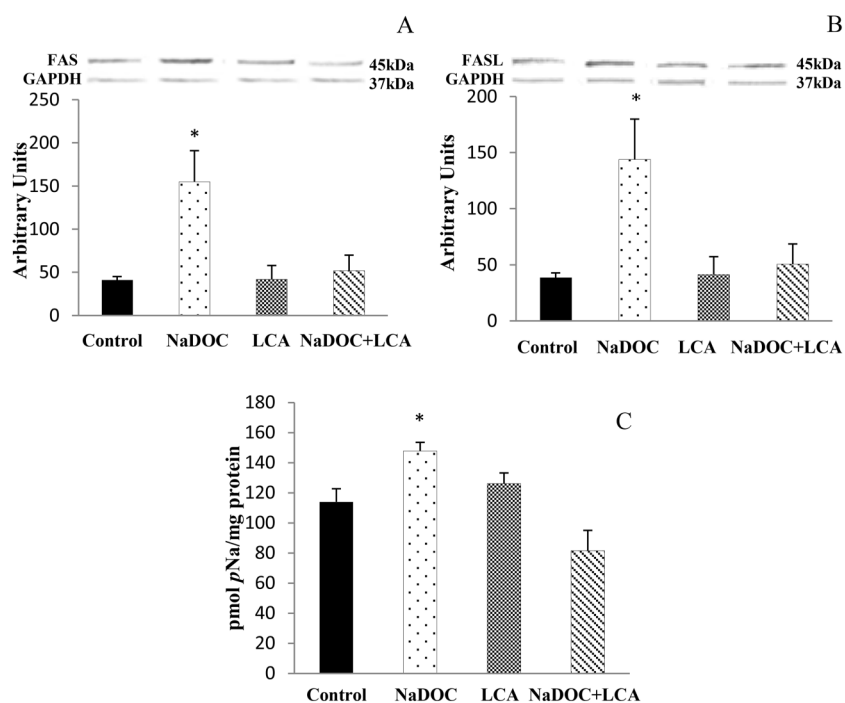 A
FAS
45kDa
GAPDH
37kDa
250
200
150
100
50
0
Arbitrary Units
*
Control NaDOC LCA NaDOC+LCA
B
FASL
45kDa
GAPDH
37kDa
200
150
100
50
0
Arbitrary Units
*
Control NaDOC LCA NaDOC+LCA
C
180
160
140
120
100
80
60
40
20
0
pmol pNa/mg protein
*
Control NaDOC LCA NaDOC+LCA